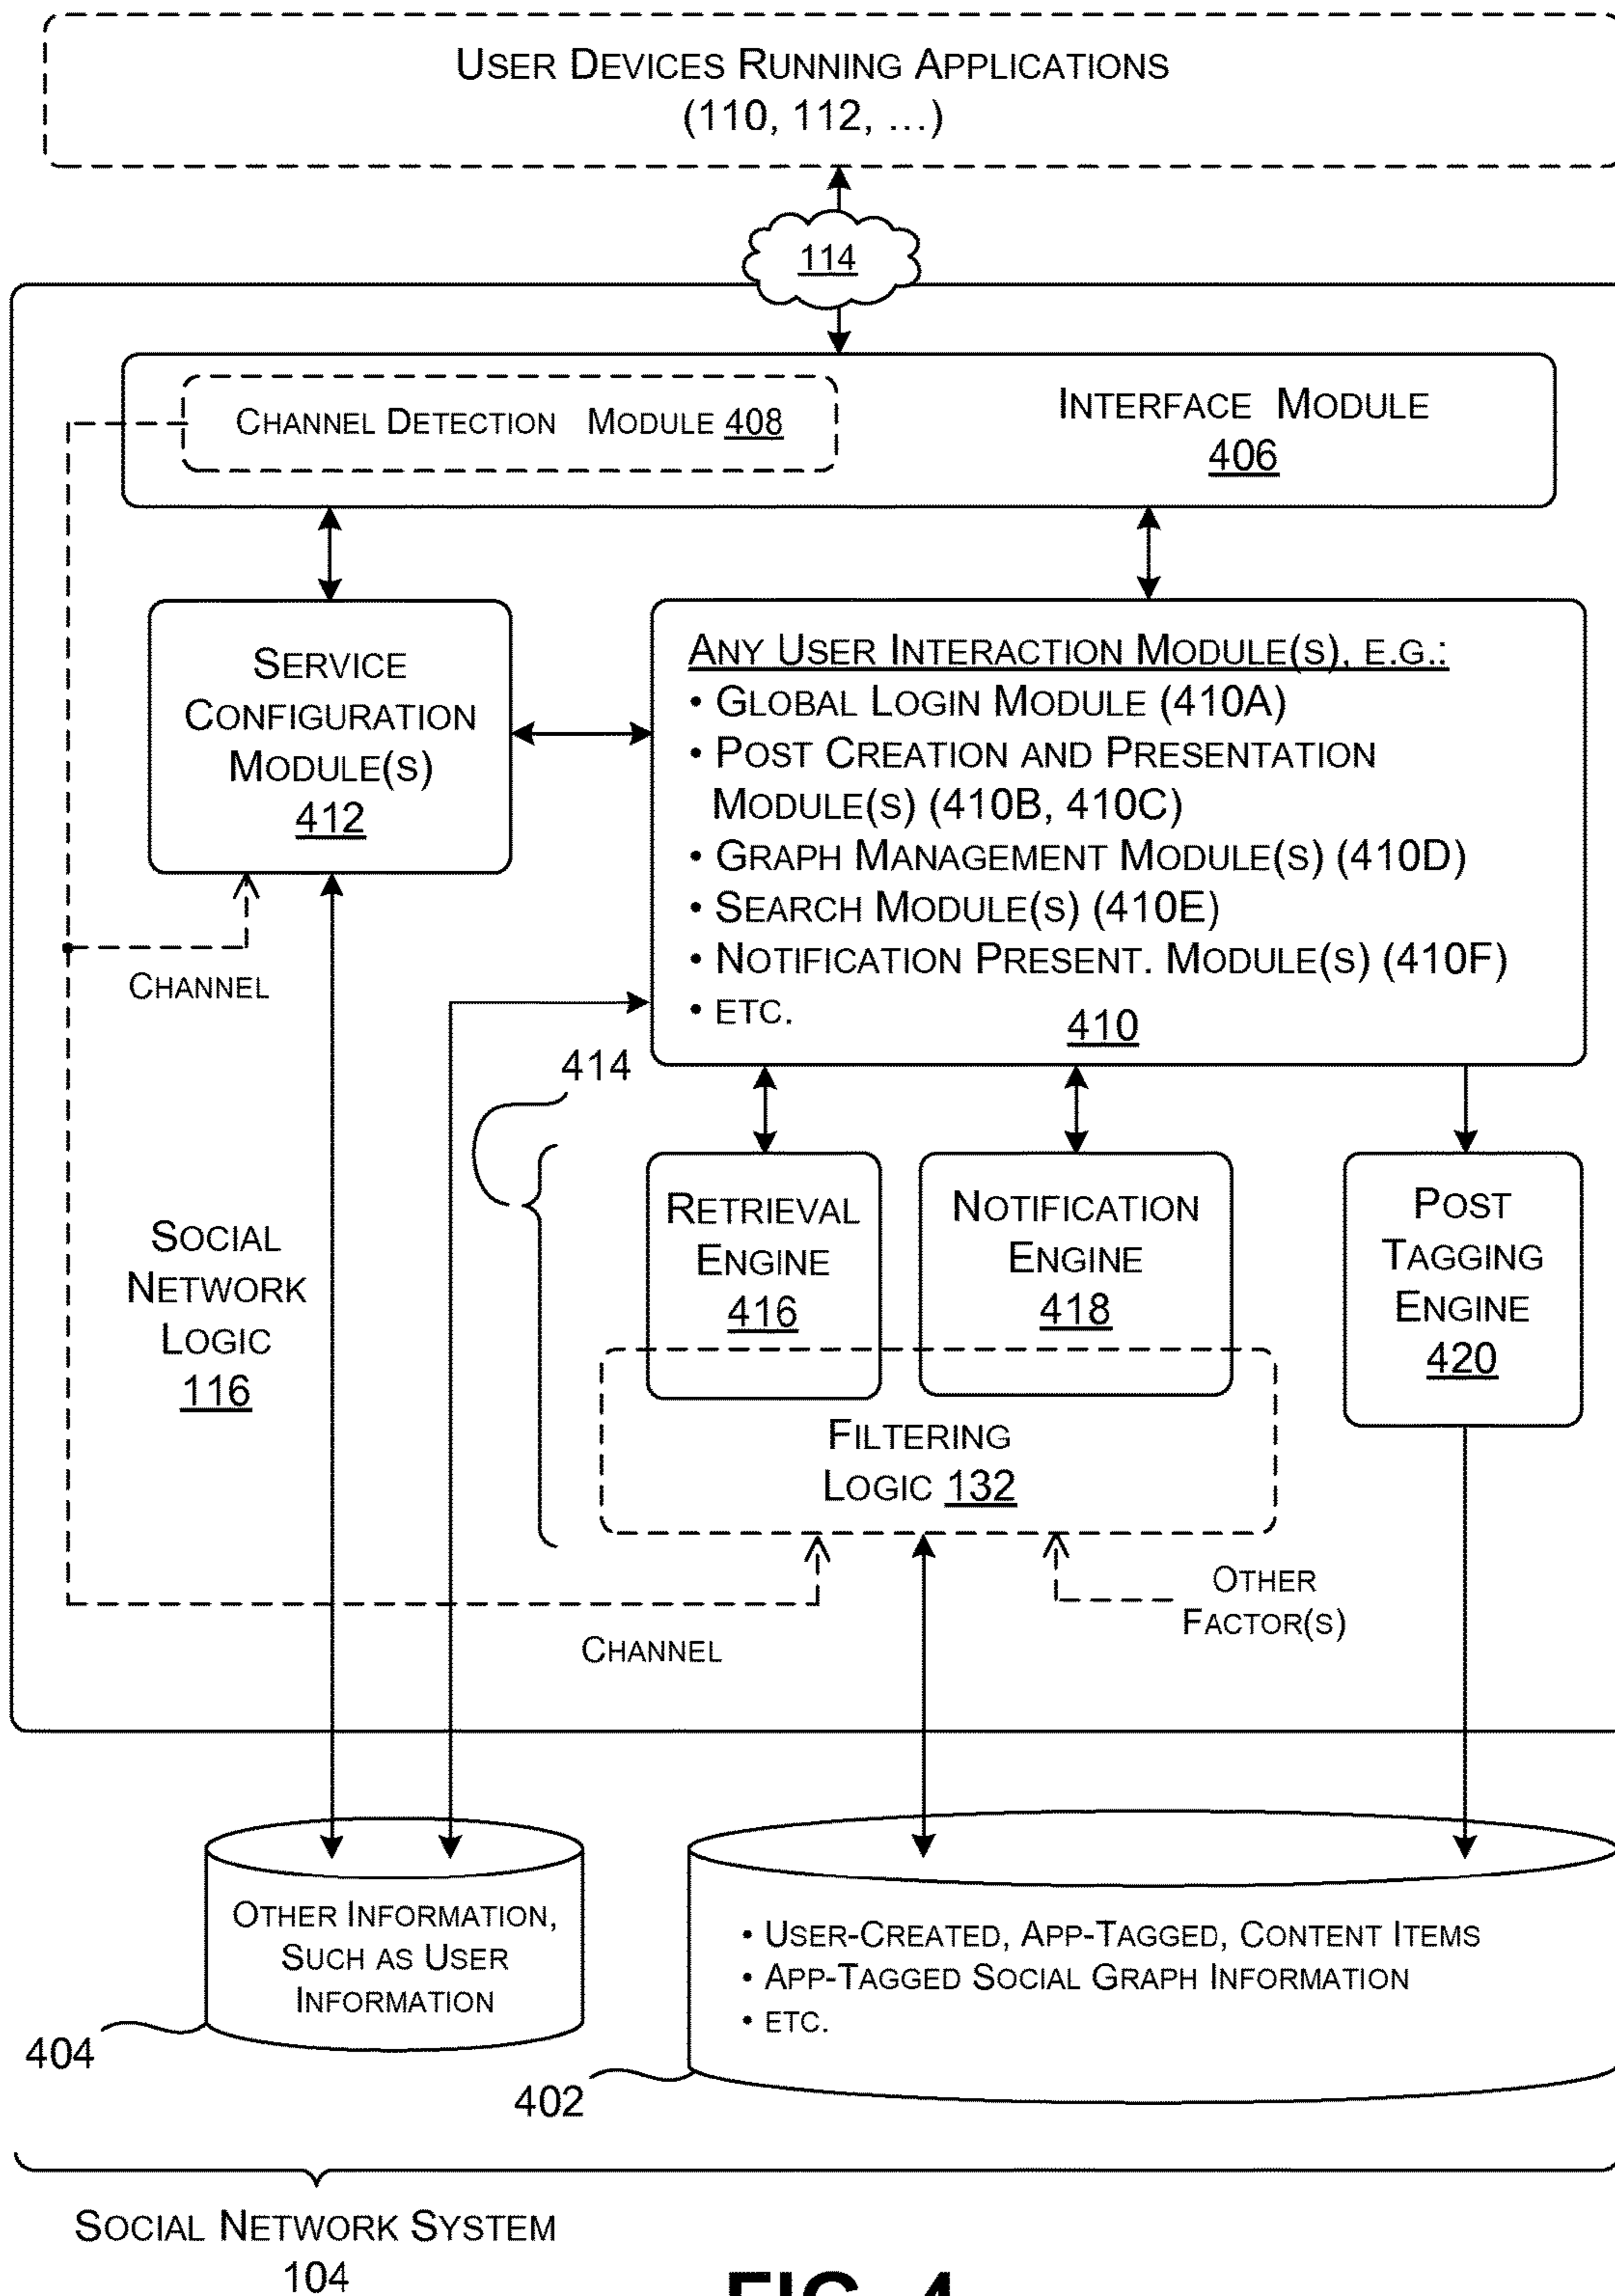 USER DEVICES RUNNING APPLICATIONS
(110, 112, ...)
114
CHANNEL DETECTION MODULE 408
INTERFACE MODULE
406
SERVICE
CONFIGURATION
MODULE(S)
412
ANY USER INTERACTION MODULE(S), E.G.:
• GLOBAL LOGIN MODULE (410A)
• POST CREATION AND PRESENTATION
MODULE(S) (410B, 410C)
• GRAPH MANAGEMENT MODULE(S) (410D)
• SEARCH MODULE(S) (410E)
• NOTIFICATION PRESENT. MODULE(S) (410F)
• ETC.
410
CHANNEL
414
SOCIAL
NETWORK
LOGIC
116
RETRIEVAL
ENGINE
416
NOTIFICATION
ENGINE
418
POST
TAGGING
ENGINE
420
FILTERING
LOGIC 132
OTHER
FACTOR(S)
CHANNEL
OTHER INFORMATION,
SUCH AS USER
INFORMATION
404
• USER-CREATED, APP-TAGGED, CONTENT ITEMS
• APP-TAGGED SOCIAL GRAPH INFORMATION
• ETC.
402
SOCIAL NETWORK SYSTEM
104
FIG. 4